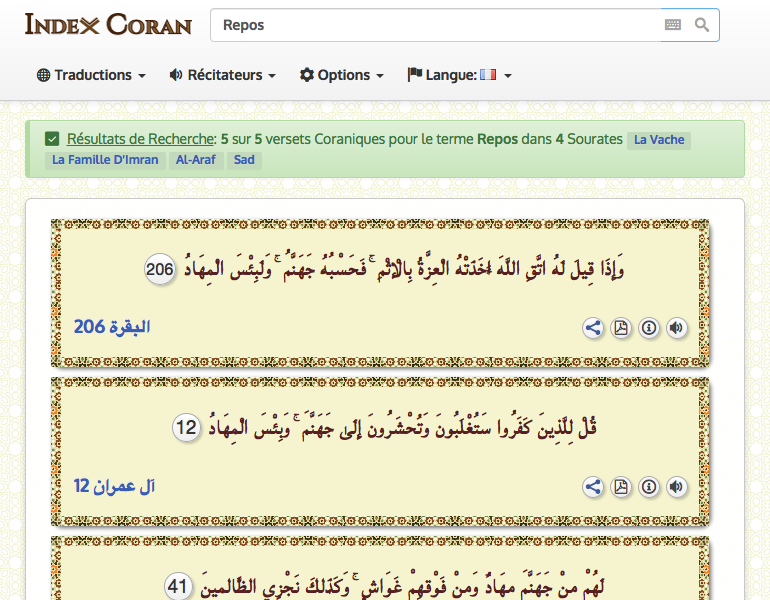 INDEX CORAN
Repos
Traductions Récitateurs Options Langue:
Résultats de Recherche: 5 sur 5 versets Coraniques pour le terme Repos dans 4 Sourates La Vache
La Famille D'Imran Al-Araf Sad
وَإِذَا قِيلَ لَهُ اتَّقِ اللَّهَ أَخَذَتْهُ الْعِزَّةُ بِالْإِثْمِ ۚ فَحَسْبُهُ جَهَنَّمُ ۚ وَلَبِئْسَ الْمِهَادُ 206
البقرة 206
قُلْ لِلَّذِينَ كَفَرُوا سَتُغْلَبُونَ وَتُحْشَرُونَ إِلَىٰ جَهَنَّمَ ۚ وَبِئْسَ الْمِهَادُ 12
آل عمران 12
لَهُمْ مِنْ جَهَنَّمَ مِهَادٌ وَمِنْ فَوْقِهِمْ غَوَاشٍ ۚ وَكَذَٰلِكَ نَجْزِي الظَّالِمِينَ 41